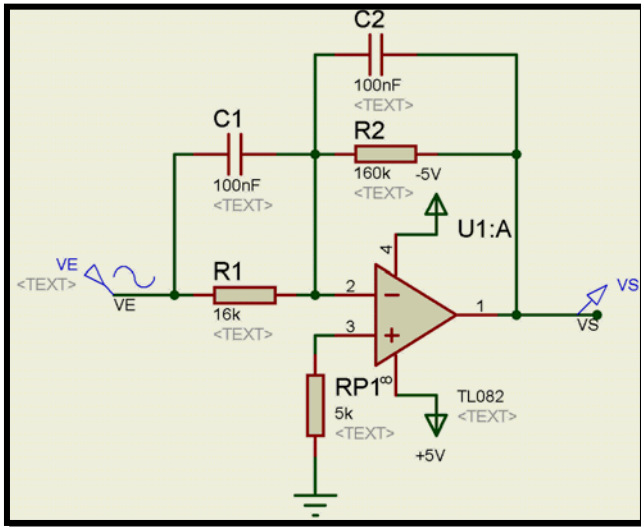 C2
100nF
<TEXT>
C1
100nF
<TEXT>
R2
160k
<TEXT>
-5V
U1:A
4
VE
<TEXT>
VE
R1
16k
<TEXT>
2
3
1
8
VS
VS
RP1
5k
<TEXT>
TL082
<TEXT>
+5V